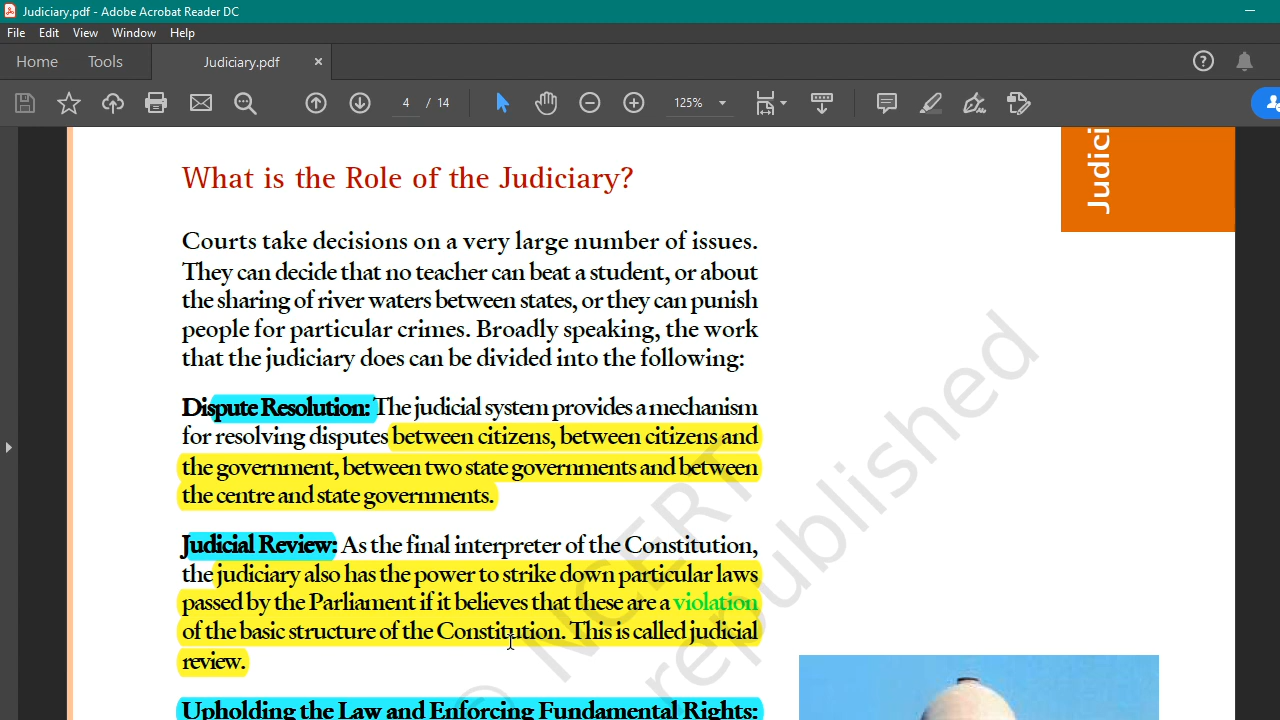 Judiciary.pdf - Adobe Acrobat Reader DC
File Edit View Window Help
Home Tools Judiciary.pdf ×
4 / 14 125%
Judici
What is the Role of the Judiciary?
Courts take decisions on a very large number of issues.
They can decide that no teacher can beat a student, or about
the sharing of river waters between states, or they can punish
people for particular crimes. Broadly speaking, the work
that the judiciary does can be divided into the following:
Dispute Resolution: The judicial system provides a mechanism
for resolving disputes between citizens, between citizens and
the government, between two state governments and between
the centre and state governments.
Judicial Review: As the final interpreter of the Constitution,
the judiciary also has the power to strike down particular laws
passed by the Parliament if it believes that these are a violation
of the basic structure of the Constitution. This is called judicial
review.
Upholding the Law and Enforcing Fundamental Rights:
© NCERT
republished